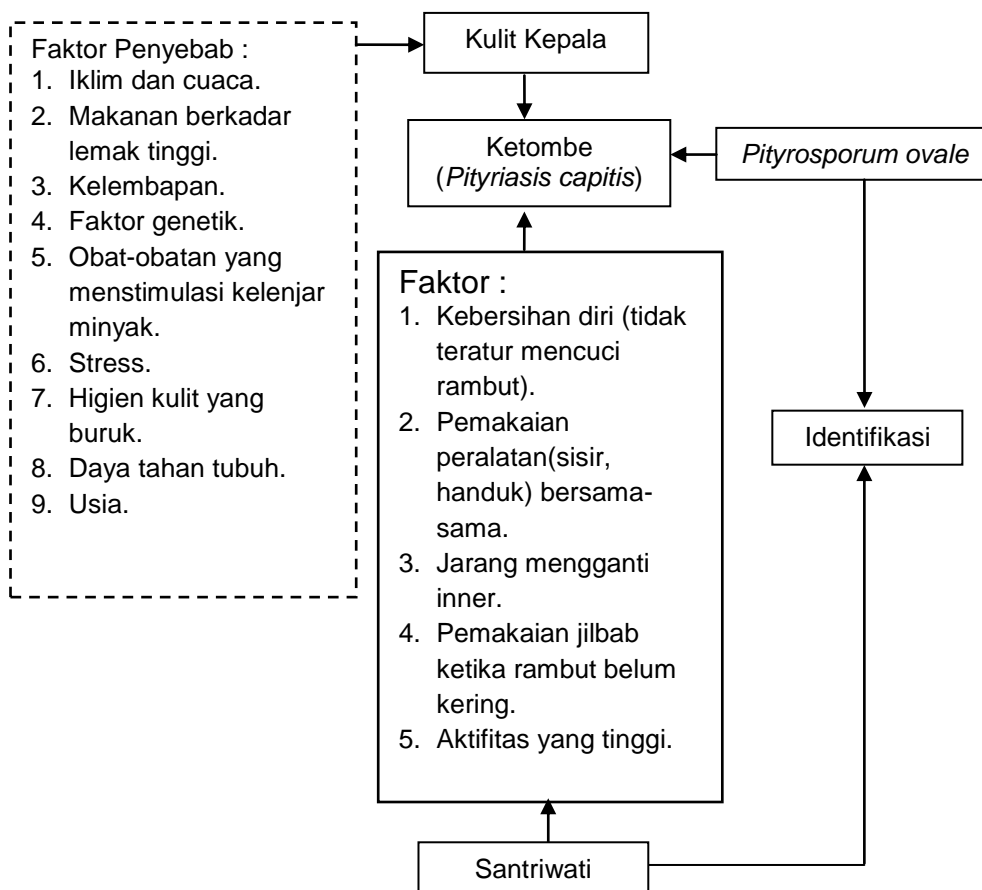 Faktor Penyebab :
1. Iklim dan cuaca.
2. Makanan berkadar
lemak tinggi.
3. Kelembapan.
4. Faktor genetik.
5. Obat-obatan yang
menstimulasi kelenjar
minyak.
6. Stress.
7. Higien kulit yang
buruk.
8. Daya tahan tubuh.
9. Usia.
Kulit Kepala
Ketombe
(Pityriasis capitis)
Pityrosporum ovale
Faktor :
1. Kebersihan diri (tidak
teratur mencuci
rambut).
2. Pemakaian
peralatan(sisir,
handuk) bersama-
sama.
3. Jarang mengganti
inner.
4. Pemakaian jilbab
ketika rambut belum
kering.
5. Aktifitas yang tinggi.
Identifikasi
Santriwati